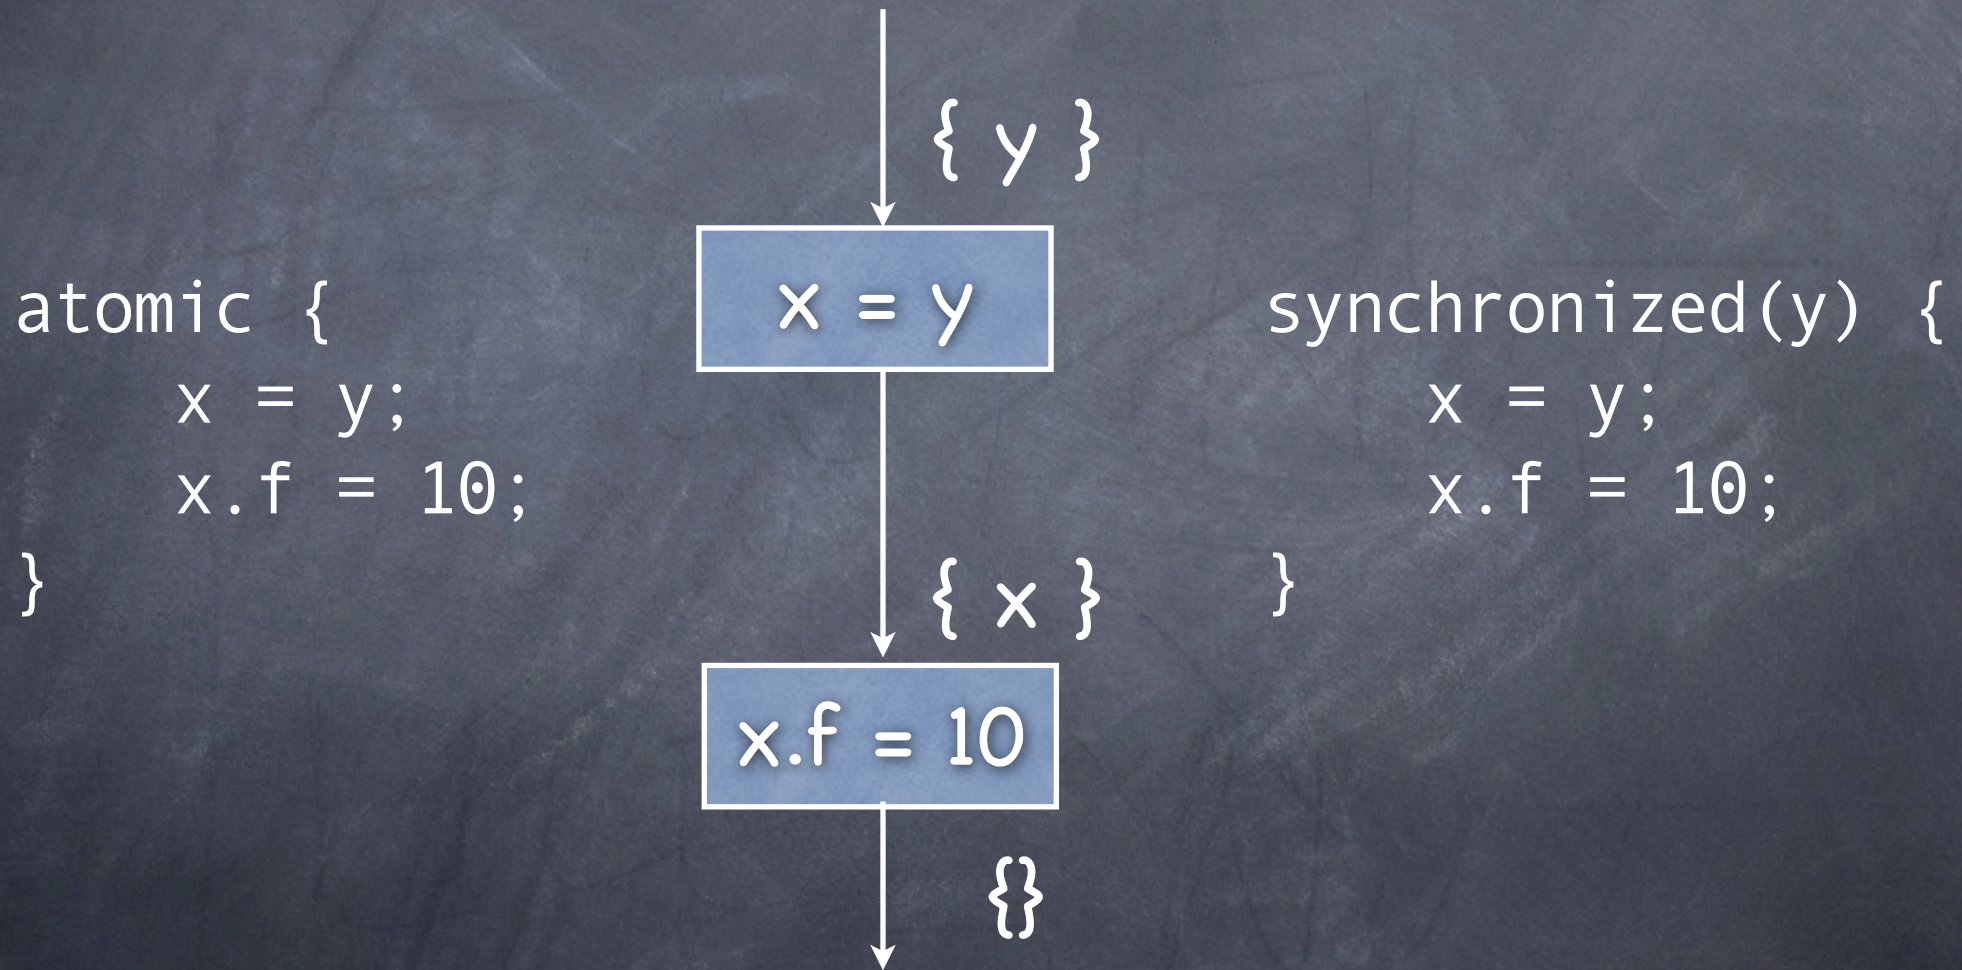 atomic {
x = y;
x.f = 10;
}
{ y }
x = y
{ x }
x.f = 10
{}
synchronized(y) {
x = y;
x.f = 10;
}